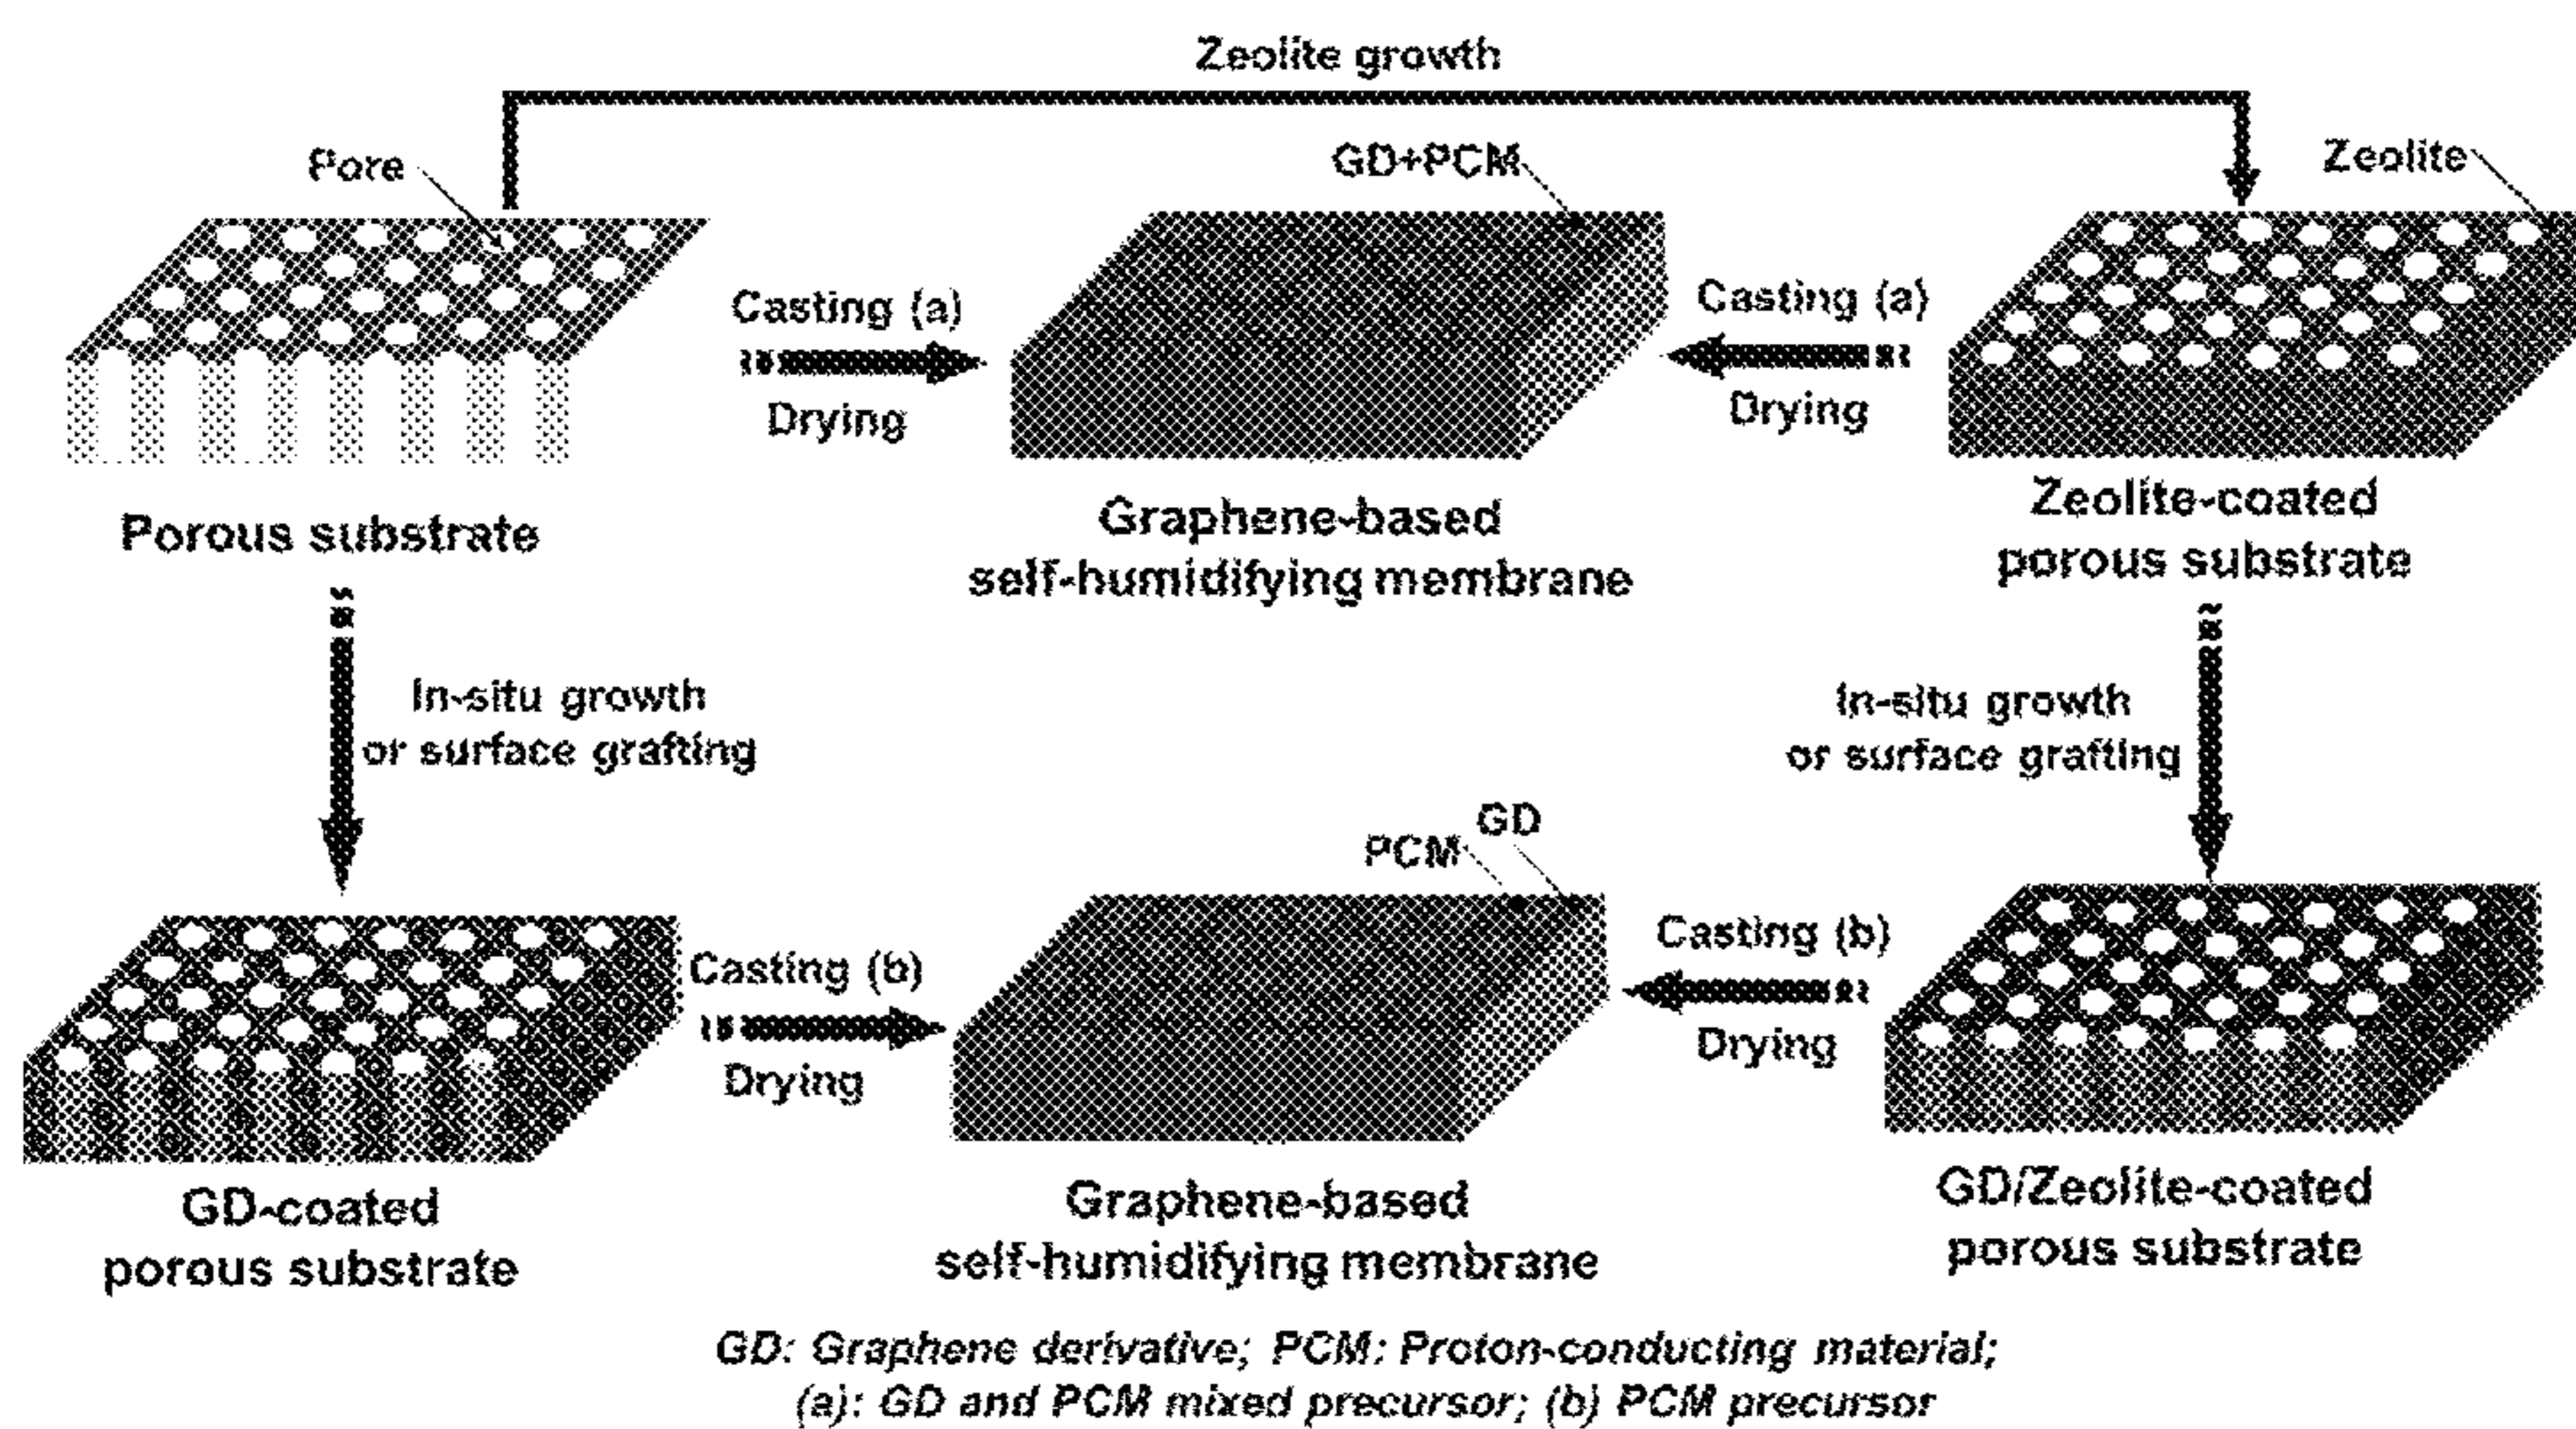 Zeolite growth
Pore
GD+PCM
Zeolite
Casting (a)
Drying
Casting (a)
Drying
Porous substrate
Graphene-based
self-humidifying membrane
Zeolite-coated
porous substrate
In-situ growth
or surface grafting
In-situ growth
or surface grafting
GD
PCM
Casting (b)
Drying
Casting (b)
Drying
GD-coated
porous substrate
Graphene-based
self-humidifying membrane
GD/Zeolite-coated
porous substrate
GD: Graphene derivative; PCM: Proton-conducting material;
(a): GD and PCM mixed precursor; (b) PCM precursor